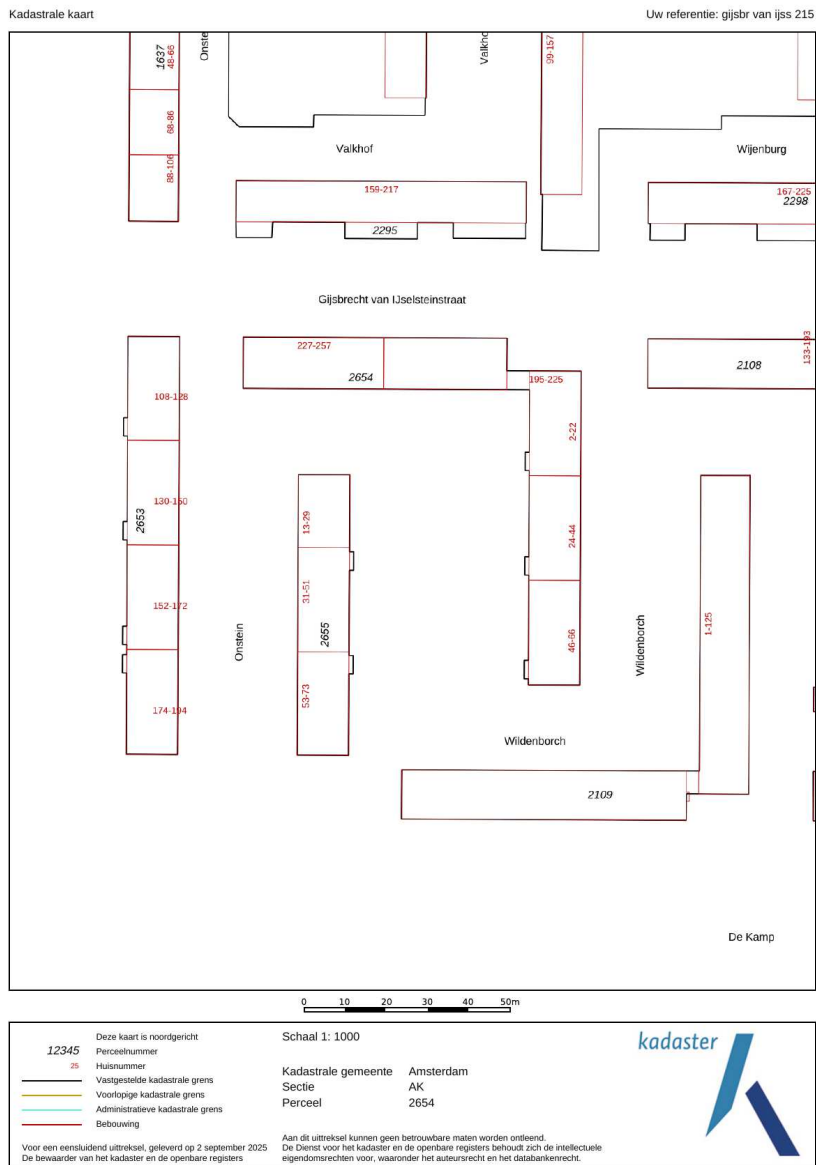 Kadastrale kaart
Uw referentie: gijsbr van ijss 215
1637
48-66
Onste
Valkho
99-157
68-86
88-106
Valkhof
Wijenburg
159-217
167-225
2298
2295
Gijsbrecht van IJselsteinstraat
227-257
2654
195-225
2108
133-193
108-128
2-22
130-150
2653
13-29
24-44
31-51
152-172
Onstein
2655
46-66
Wildenborch
1-125
53-73
174-194
Wildenborch
2109
De Kamp
0 10 20 30 40 50m
Deze kaart is noordgericht
12345 Perceelnummer
25 Huisnummer
Vastgestelde kadastrale grens
Voorlopige kadastrale grens
Administratieve kadastrale grens
Bebouwing
Voor een eensluidend uittreksel, geleverd op 2 september 2025
De bewaarder van het kadaster en de openbare registers
Schaal 1: 1000
Kadastrale gemeente Amsterdam
Sectie AK
Perceel 2654
Aan dit uittreksel kunnen geen betrouwbare maten worden ontleend.
De Dienst voor het kadaster en de openbare registers behoudt zich de intellectuele
eigendomsrechten voor, waaronder het auteursrecht en het databankenrecht.
kadaster